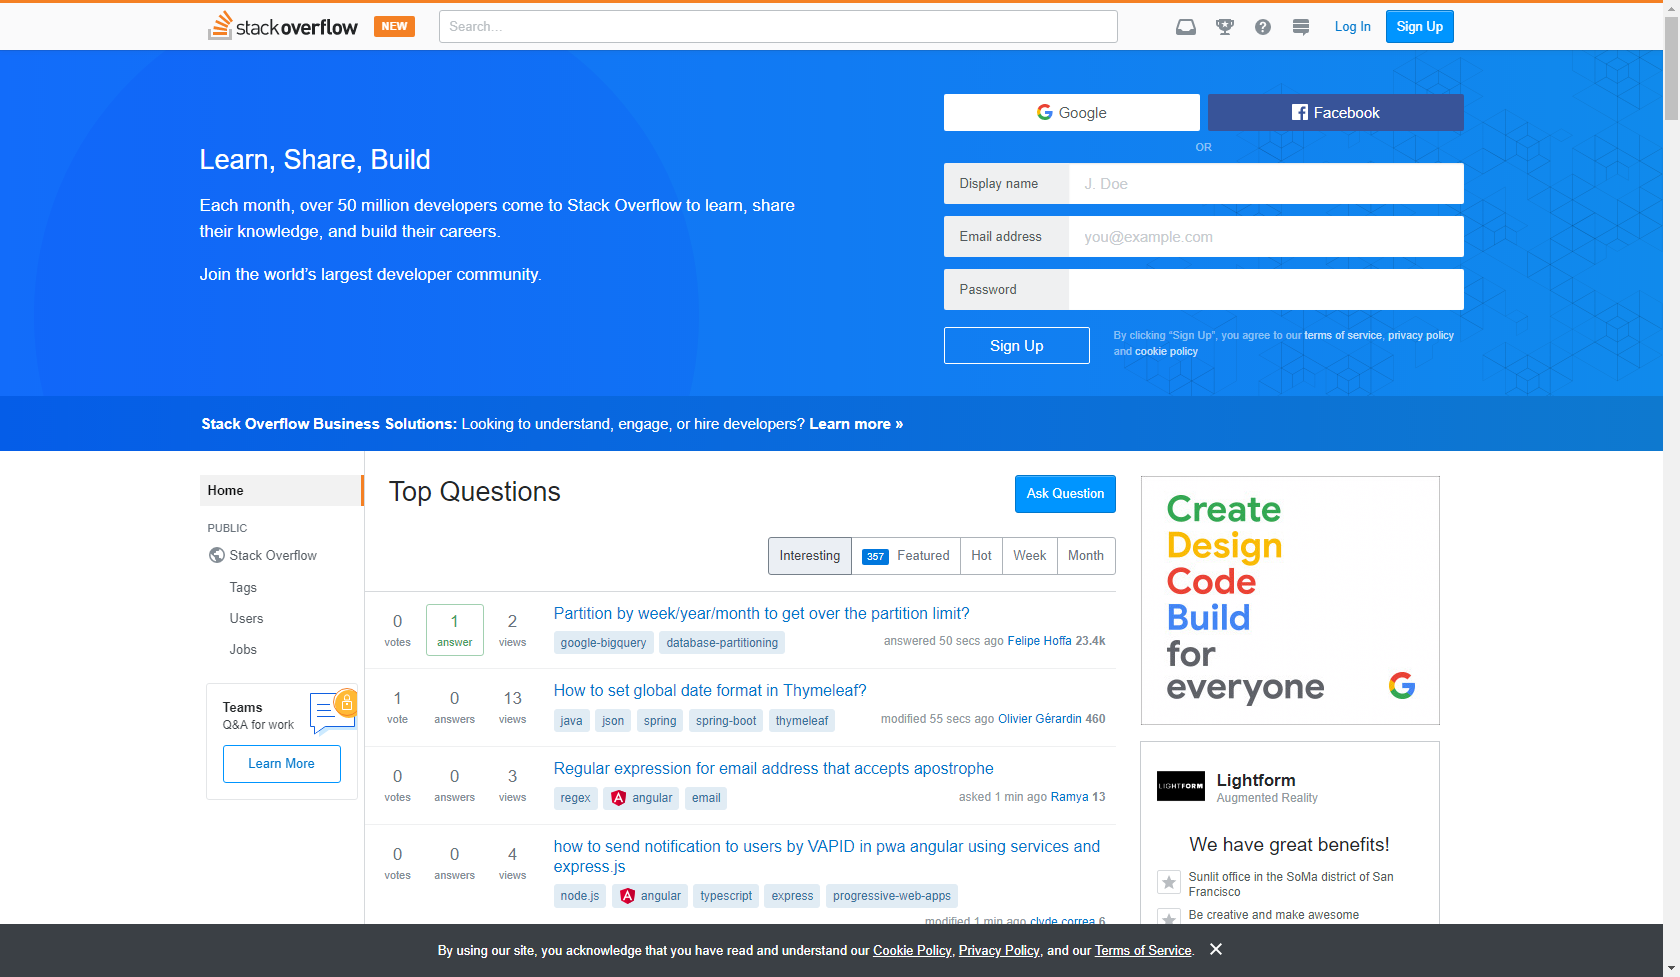 stackoverflow NEW Search... Log In Sign Up
Google Facebook
OR
Learn, Share, Build
Each month, over 50 million developers come to Stack Overflow to learn, share
their knowledge, and build their careers.
Join the world's largest developer community.
Display name J. Doe
Email address you@example.com
Password
Sign Up
By clicking "Sign Up", you agree to our terms of service, privacy policy
and cookie policy
Stack Overflow Business Solutions: Looking to understand, engage, or hire developers? Learn more »
Home
PUBLIC
Stack Overflow
Tags
Users
Jobs
Teams
Q&A for work
Learn More
Top Questions
Ask Question
Interesting 357 Featured Hot Week Month
0 votes 1 answer 2 views
Partition by week/year/month to get over the partition limit?
google-bigquery database-partitioning
answered 50 secs ago Felipe Hoffa 23.4k
1 vote 0 answers 13 views
How to set global date format in Thymeleaf?
java json spring spring-boot thymeleaf
modified 55 secs ago Olivier Gérardin 460
0 votes 0 answers 3 views
Regular expression for email address that accepts apostrophe
regex angular email
asked 1 min ago Ramya 13
0 votes 0 answers 4 views
how to send notification to users by VAPID in pwa angular using services and
express.js
node.js angular typescript express progressive-web-apps
modified 1 min ago clyde correa 6
Create
Design
Code
Build
for
everyone
LIGHTFORM
Lightform
Augmented Reality
We have great benefits!
Sunlit office in the SoMa district of San
Francisco
Be creative and make awesome
By using our site, you acknowledge that you have read and understand our Cookie Policy, Privacy Policy, and our Terms of Service.